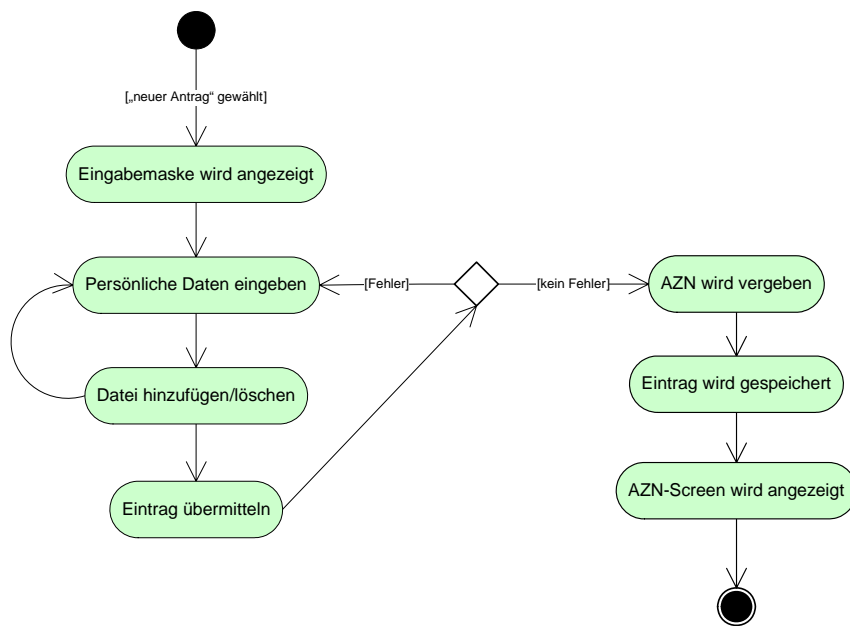 [„neuer Antrag“ gewählt]
Eingabemaske wird angezeigt
Persönliche Daten eingeben
[Fehler]
[kein Fehler]
AZN wird vergeben
Datei hinzufügen/löschen
Eintrag wird gespeichert
Eintrag übermitteln
AZN-Screen wird angezeigt